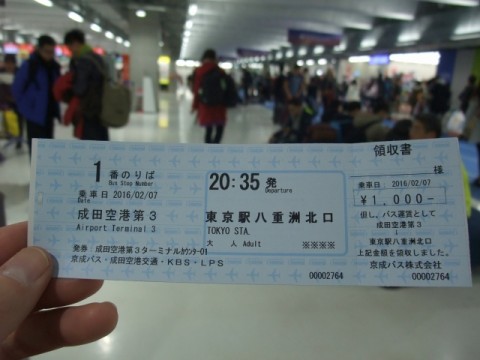 1 番のりば
Bus Stop Number
乗車日 2016/02/07
Date
成田空港第3
Airport Terminal 3
20:35 発
Departure
東京駅八重洲北口
TOKYO STA.
大 人 Adult ※※※※
発券 成田空港第3ターミナルカウンター01
京成バス・成田空港交通・KBS・LPS
00002764
領収書
様
乗車日 2016/02/07
¥1,000-
但し、バス運賃として
成田空港第3
東京駅八重洲北口
上記金額を領収しました。
京成バス株式会社
00002764